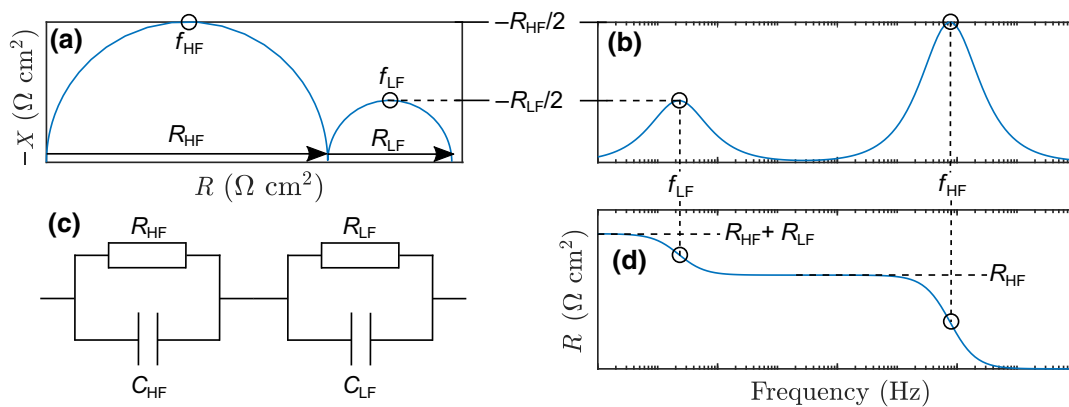 (a)
f_HF
f_LF
R_HF
R_LF
−X (Ω cm²)
R (Ω cm²)
−R_HF/2
−R_LF/2
(b)
f_LF
f_HF
(c)
R_HF
R_LF
C_HF
C_LF
R_HF + R_LF
(d)
R_HF
R (Ω cm²)
Frequency (Hz)